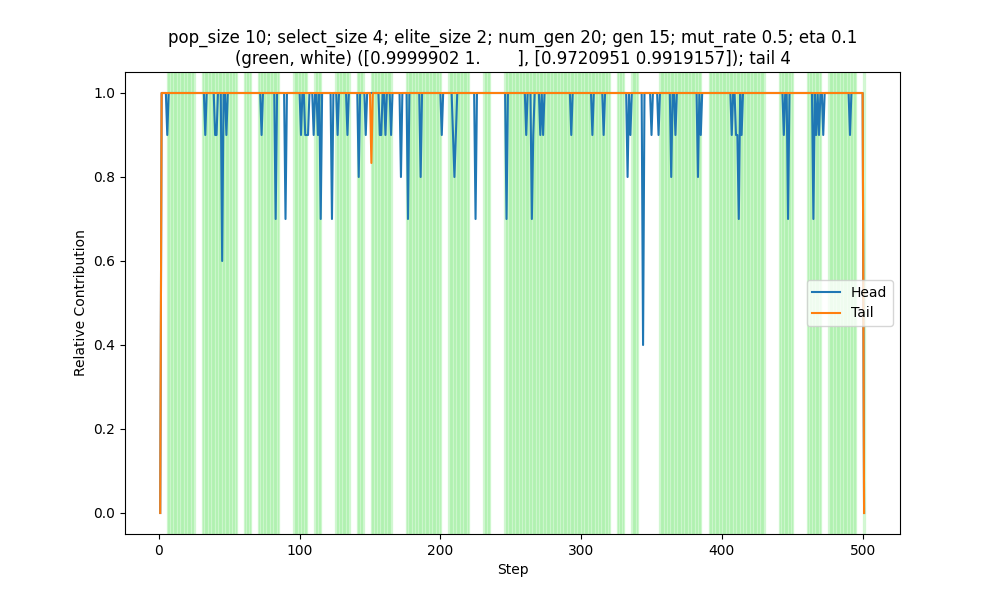 pop_size 10; select_size 4; elite_size 2; num_gen 20; gen 15; mut_rate 0.5; eta 0.1
(green, white) ([0.9999902 1.       ], [0.9720951 0.9919157]); tail 4
1.0
0.8
0.6
0.4
0.2
0.0
Relative Contribution
Head
Tail
0 100 200 300 400 500
Step